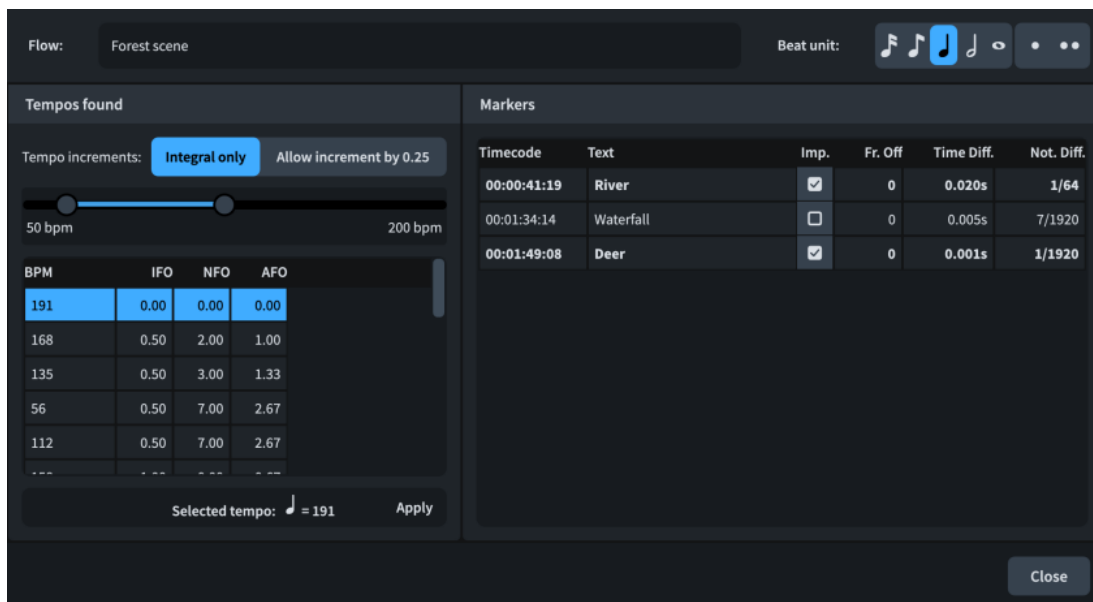 Flow: Forest scene Beat unit:
Tempos found
Tempo increments: Integral only Allow increment by 0.25
50 bpm 200 bpm
BPM IFO NFO AFO
191 0.00 0.00 0.00
168 0.50 2.00 1.00
135 0.50 3.00 1.33
56 0.50 7.00 2.67
112 0.50 7.00 2.67
Selected tempo: ♩ = 191 Apply
Markers
Timecode Text Imp. Fr. Off Time Diff. Not. Diff.
00:00:41:19 River 0 0.020s 1/64
00:01:34:14 Waterfall 0 0.005s 7/1920
00:01:49:08 Deer 0 0.001s 1/1920
Close